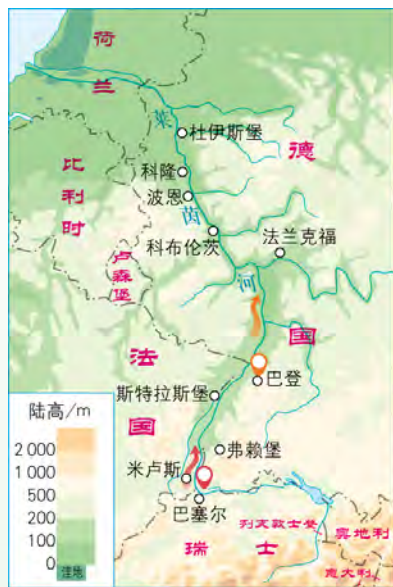 荷兰
莱茵河
杜伊斯堡
德国
比利时
科隆
波恩
科布伦茨
法兰克福
卢森堡
法国
巴登
斯特拉斯堡
陆高/m
2 000
1 000
500
200
100
0
洼地
弗赖堡
米卢斯
巴塞尔
列支敦士登
奥地利
瑞士
意大利